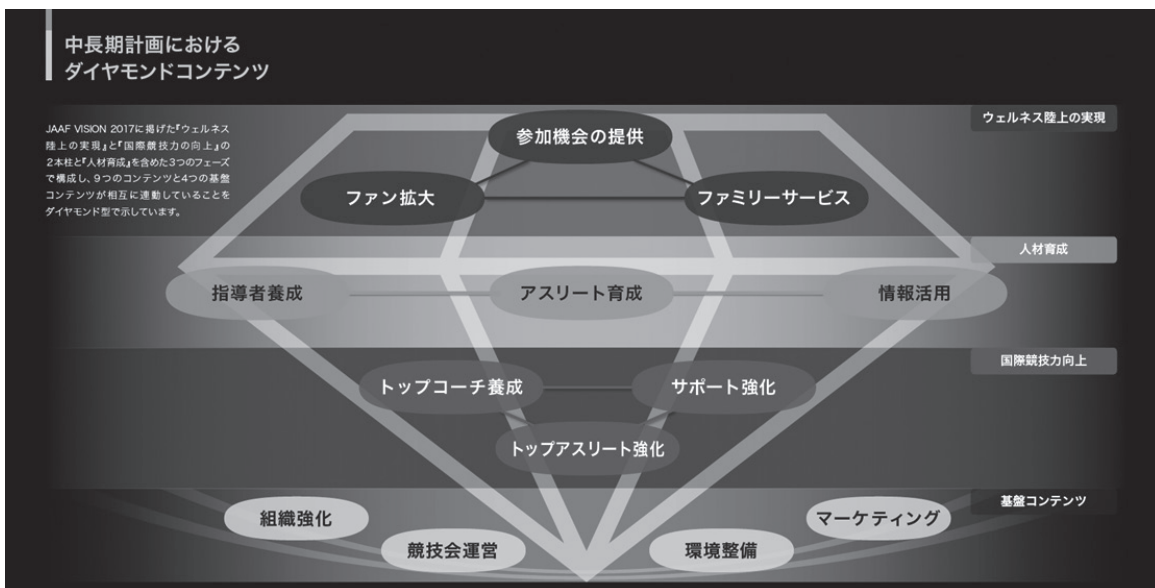 中長期計画における
ダイヤモンドコンテンツ
JAAF VISION 2017に掲げた『ウェルネス
陸上の実現』と『国際競技力の向上』の
2本柱と『人材育成』を含めた3つのフェーズ
で構成し、9つのコンテンツと4つの基盤
コンテンツが相互に連動していることを
ダイヤモンド型で示しています。
ウェルネス陸上の実現
参加機会の提供
ファン拡大
ファミリーサービス
人材育成
指導者養成
アスリート育成
情報活用
国際競技力向上
トップコーチ養成
サポート強化
トップアスリート強化
基盤コンテンツ
組織強化
マーケティング
競技会運営
環境整備